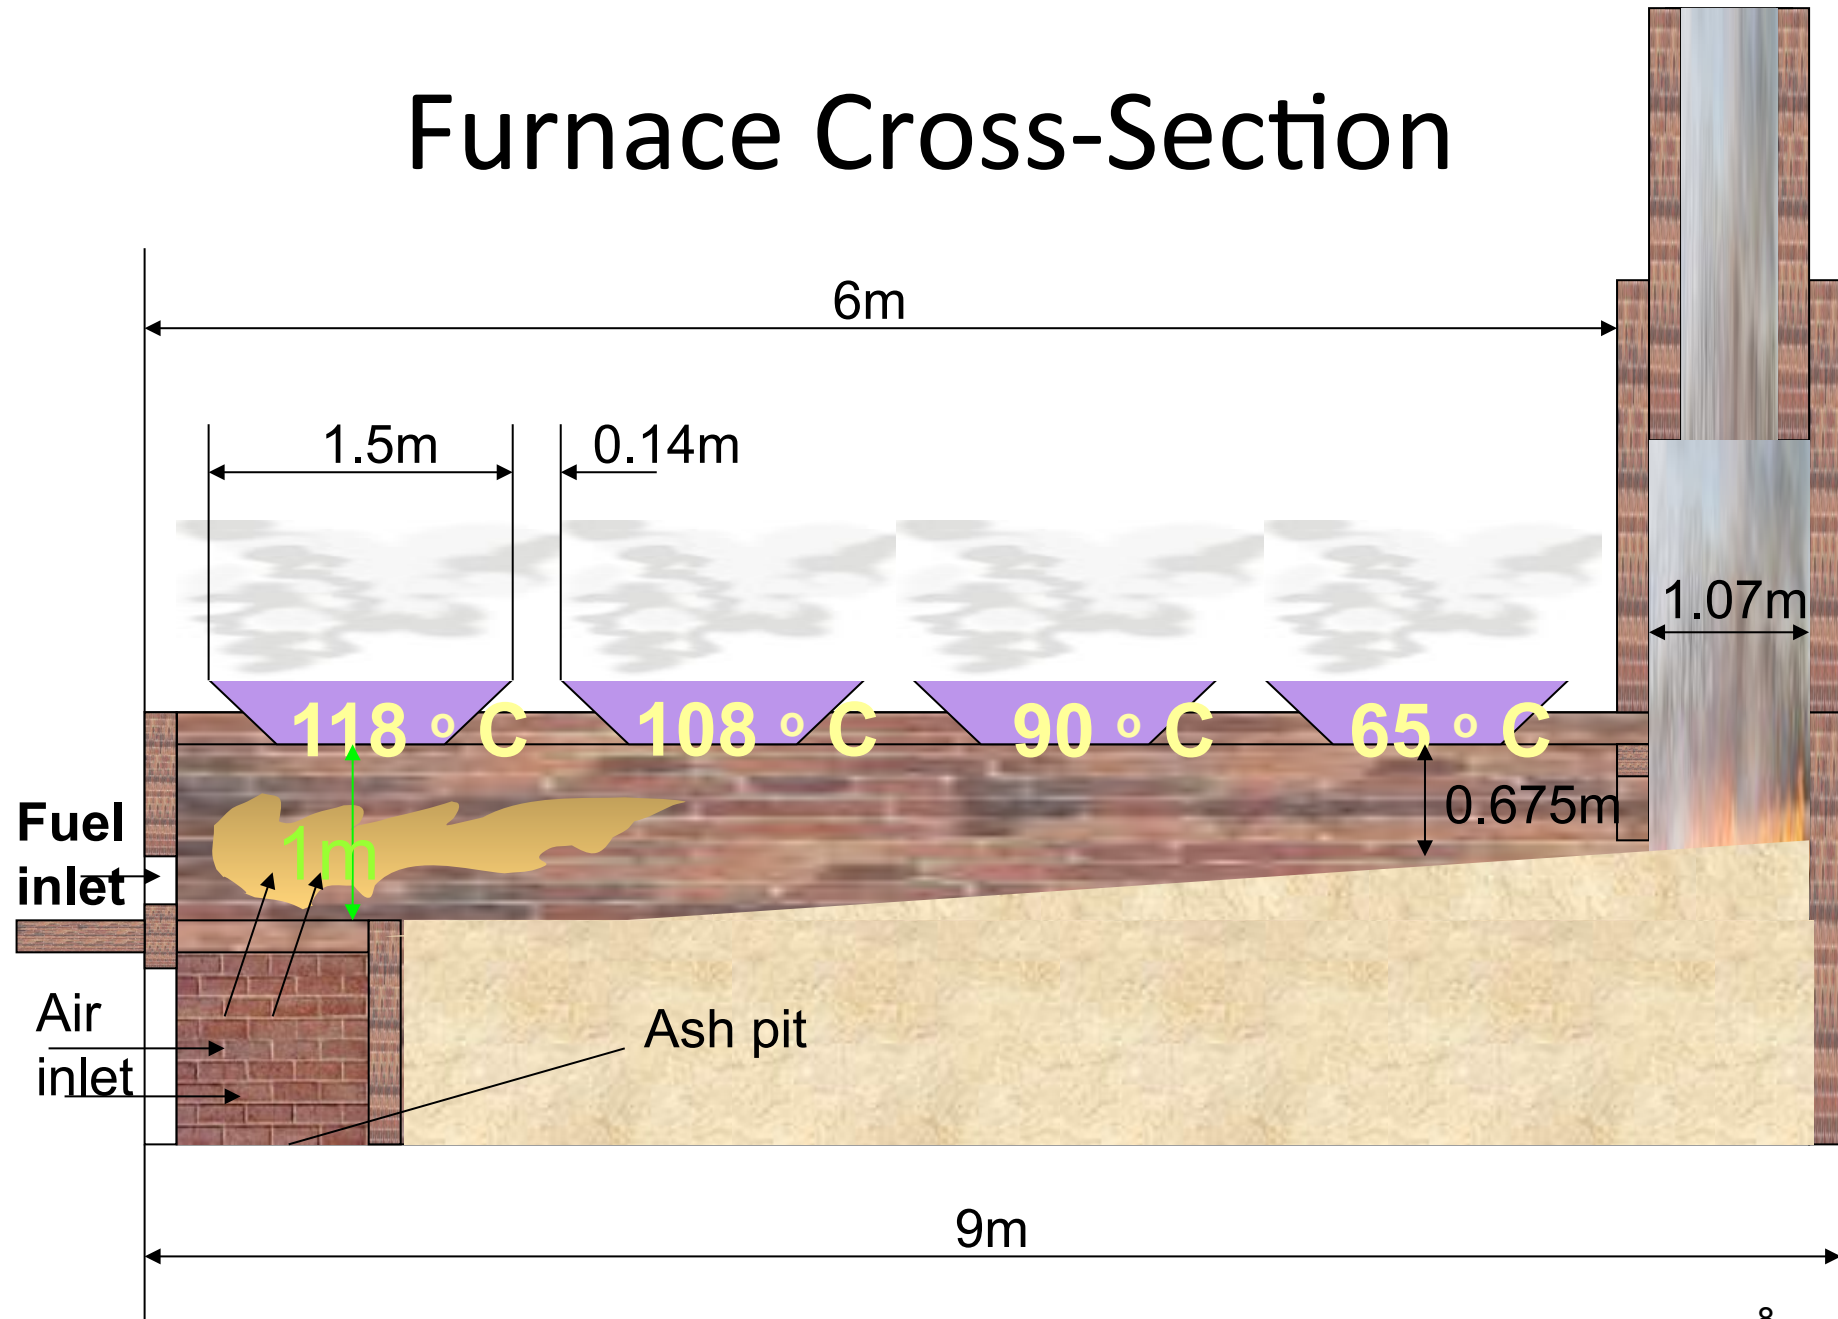 Furnace Cross-Section
6m
1.5m
0.14m
1.07m
118 o C
108 o C
90 o C
65 o C
0.675m
1m
Fuel
inlet
Air
inlet
Ash pit
9m
8